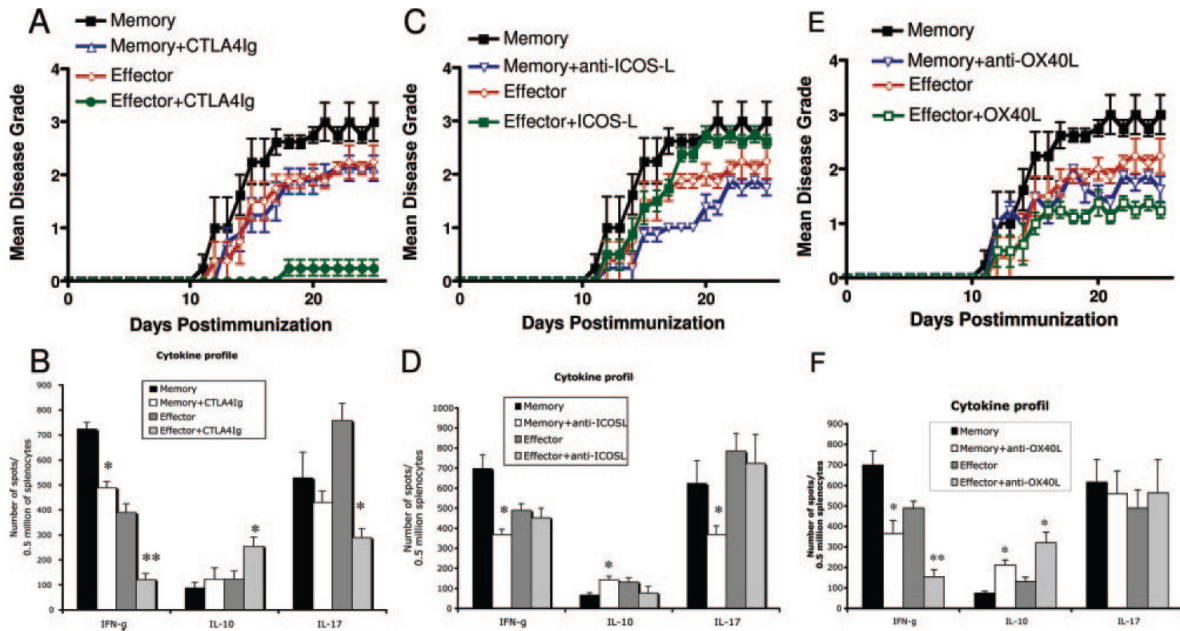 A
Memory
Memory+CTLA4Ig
Effector
Effector+CTLA4Ig
Mean Disease Grade
4
3
2
1
0
0 10 20
Days Postimmunization
C
Memory
Memory+anti-ICOS-L
Effector
Effector+ICOS-L
Mean Disease Grade
4
3
2
1
0
0 10 20
Days Postimmunization
E
Memory
Memory+anti-OX40L
Effector
Effector+OX40L
Mean Disease Grade
4
3
2
1
0
0 10 20
Days Postimmunization
B
Cytokine profile
Memory
Memory+CTLA4Ig
Effector
Effector+CTLA4Ig
Number of spots/
0.5 million of splenocytes
900
800
700
600
500
400
300
200
100
0
*
**
*
*
IFN-g IL-10 IL-17
D
Cytokine profil
Memory
Memory+anti-ICOSL
Effector
Effector+anti-ICOSL
Number of spots/
0.5 million splenocytes
1000
900
800
700
600
500
400
300
200
100
0
*
*
*
IFN-g IL-10 IL-17
F
Cytokine profil
Memory
Memory+anti-OX40L
Effector
Effector+anti-OX40L
Number of spots/
0.5 million splenocytes
900
800
700
600
500
400
300
200
100
0
*
**
*
*
IFN-g IL-10 IL-17